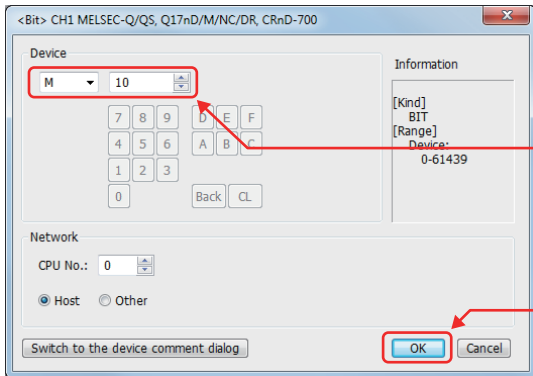 <Bit> CH1 MELSEC-Q/QS, Q17nD/M/NC/DR, CRnD-700
x
Device
M 10
7 8 9 D E F
4 5 6 A B C
1 2 3
0 Back CL
Information
[Kind]
BIT
[Range]
Device:
0-61439
Network
CPU No.: 0
Host Other
Switch to the device comment dialog OK Cancel